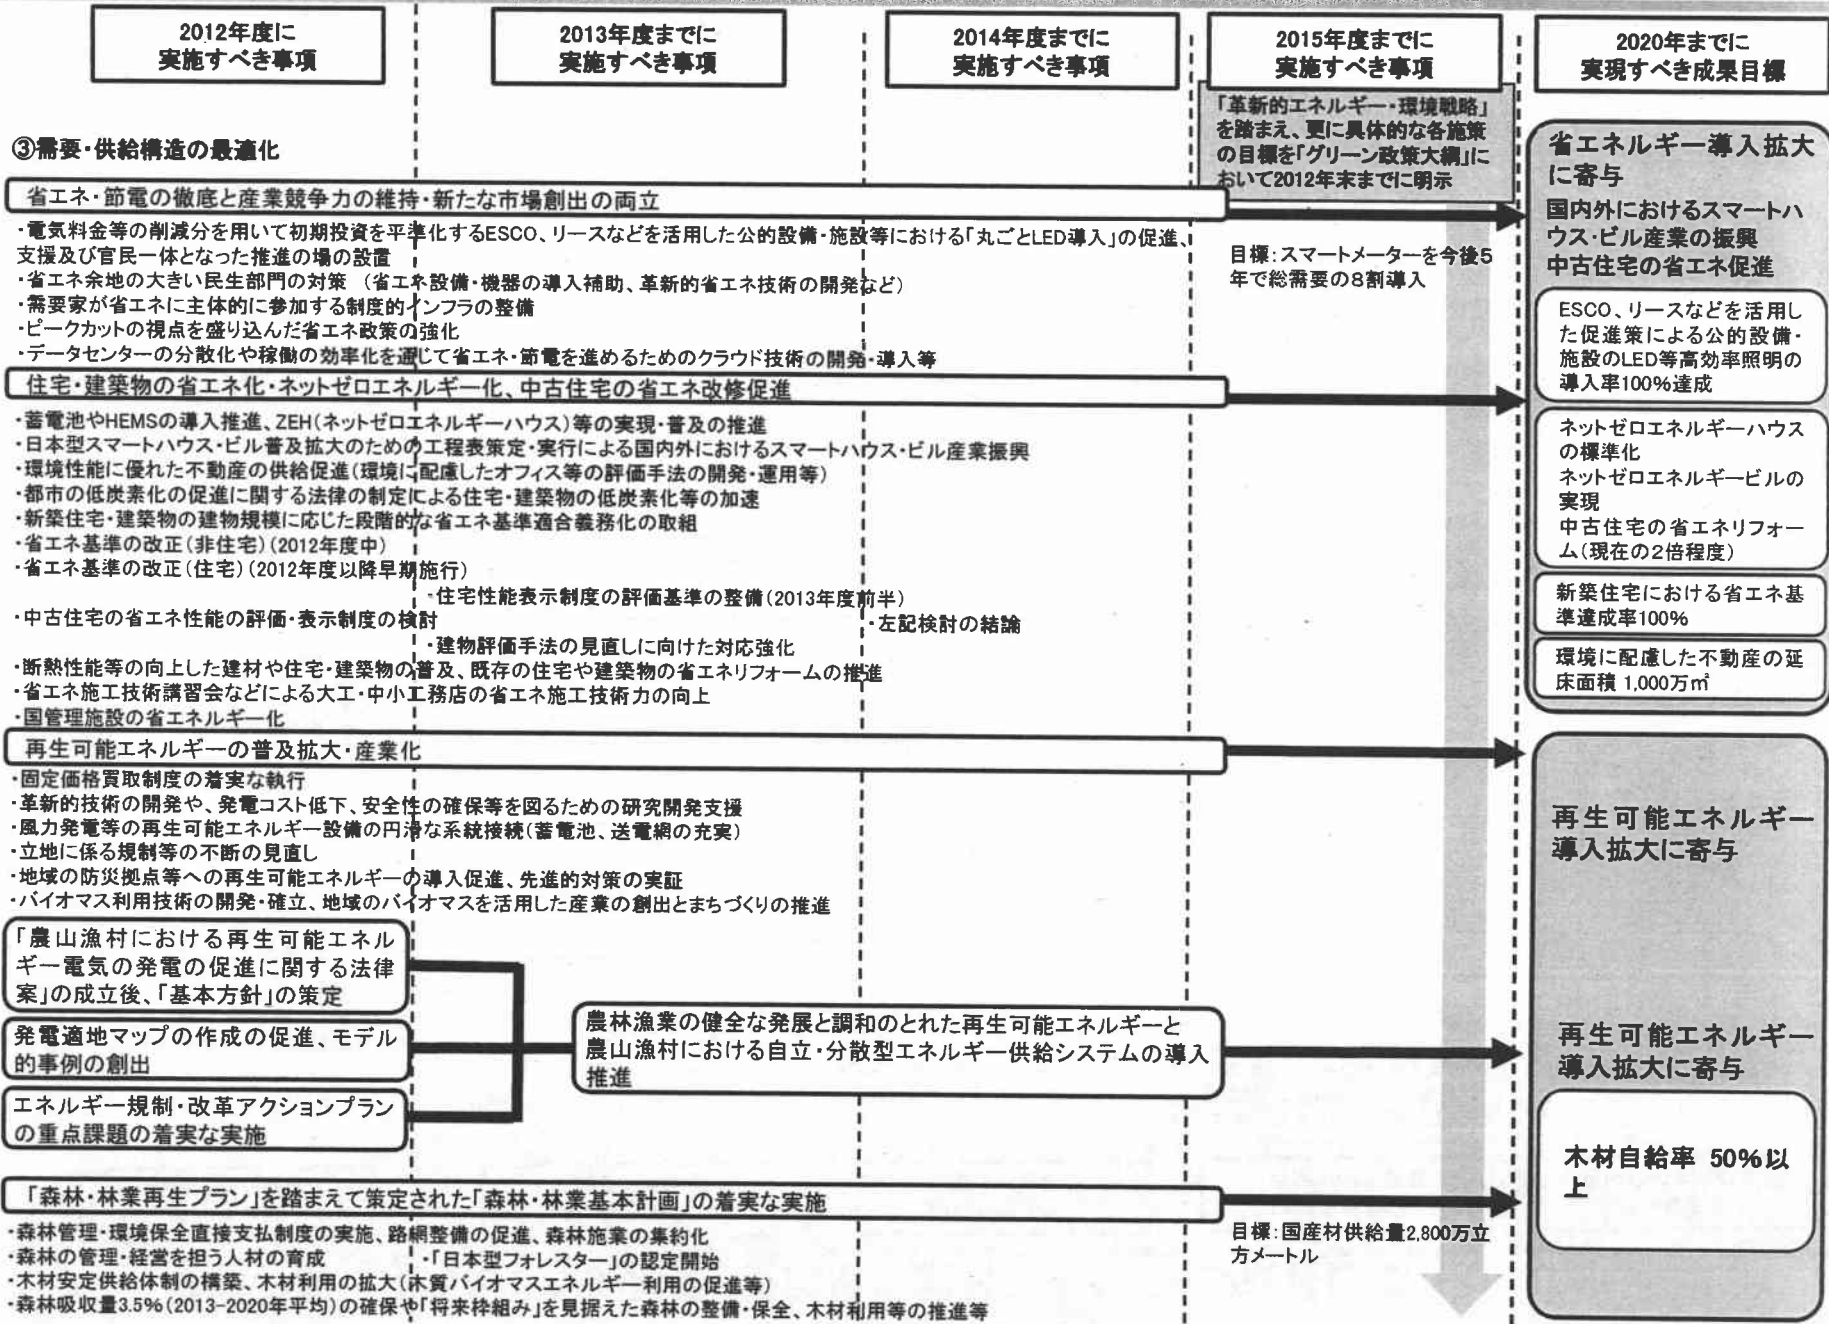 2012年度に
実施すべき事項
2013年度までに
実施すべき事項
2014年度までに
実施すべき事項
2015年度までに
実施すべき事項
2020年までに
実現すべき成果目標
「革新的エネルギー・環境戦略」
を踏まえ、更に具体的な各施策
の目標を「グリーン政策大綱」に
おいて2012年末までに明示
③需要・供給構造の最適化
省エネ・節電の徹底と産業競争力の維持・新たな市場創出の両立
・電気料金等の削減分を用いて初期投資を平準化するESCO、リースなどを活用した公的設備・施設等における「丸ごとLED導入」の促進、
支援及び官民一体となった推進の場の設置
・省エネ余地の大きい民生部門の対策 （省エネ設備・機器の導入補助、革新的省エネ技術の開発など）
・需要家が省エネに主体的に参加する制度的インフラの整備
・ピークカットの視点を盛り込んだ省エネ政策の強化
・データセンターの分散化や稼働の効率化を通じて省エネ・節電を進めるためのクラウド技術の開発・導入等
目標：スマートメーターを今後5
年で総需要の8割導入
省エネルギー導入拡大
に寄与
国内外におけるスマートハ
ウス・ビル産業の振興
中古住宅の省エネ促進
ESCO、リースなどを活用し
た促進策による公的設備・
施設のLED等高効率照明の
導入率100％達成
住宅・建築物の省エネ化・ネットゼロエネルギー化、中古住宅の省エネ改修促進
・蓄電池やHEMSの導入推進、ZEH（ネットゼロエネルギーハウス）等の実現・普及の推進
・日本型スマートハウス・ビル普及拡大のための工程表策定・実行による国内外におけるスマートハウス・ビル産業振興
・環境性能に優れた不動産の供給促進（環境に配慮したオフィス等の評価手法の開発・運用等）
・都市の低炭素化の促進に関する法律の制定による住宅・建築物の低炭素化等の加速
・新築住宅・建築物の建物規模に応じた段階的な省エネ基準適合義務化の取組
・省エネ基準の改正（非住宅）（2012年度中）
・省エネ基準の改正（住宅）（2012年度以降早期施行）
・住宅性能表示制度の評価基準の整備（2013年度前半）
・中古住宅の省エネ性能の評価・表示制度の検討
・左記検討の結論
・建物評価手法の見直しに向けた対応強化
・断熱性能等の向上した建材や住宅・建築物の普及、既存の住宅や建築物の省エネリフォームの推進
・省エネ施工技術講習会などによる大工・中小工務店の省エネ施工技術力の向上
・国管理施設の省エネルギー化
ネットゼロエネルギーハウス
の標準化
ネットゼロエネルギービルの
実現
中古住宅の省エネリフォー
ム（現在の2倍程度）
新築住宅における省エネ基
準達成率100％
環境に配慮した不動産の延
床面積 1,000万㎡
再生可能エネルギーの普及拡大・産業化
・固定価格買取制度の着実な執行
・革新的技術の開発や、発電コスト低下、安全性の確保等を図るための研究開発支援
・風力発電等の再生可能エネルギー設備の円滑な系統接続（蓄電池、送電網の充実）
・立地に係る規制等の不断の見直し
・地域の防災拠点等への再生可能エネルギーの導入促進、先進的対策の実証
・バイオマス利用技術の開発・確立、地域のバイオマスを活用した産業の創出とまちづくりの推進
再生可能エネルギー
導入拡大に寄与
「農山漁村における再生可能エネル
ギー電気の発電の促進に関する法律
案」の成立後、「基本方針」の策定
発電適地マップの作成の促進、モデル
的事例の創出
エネルギー規制・改革アクションプラン
の重点課題の着実な実施
農林漁業の健全な発展と調和のとれた再生可能エネルギーと
農山漁村における自立・分散型エネルギー供給システムの導入
推進
再生可能エネルギー
導入拡大に寄与
木材自給率 50％以
上
「森林・林業再生プラン」を踏まえて策定された「森林・林業基本計画」の着実な実施
・森林管理・環境保全直接支払制度の実施、路網整備の促進、森林施業の集約化
・森林の管理・経営を担う人材の育成 ・「日本型フォレスター」の認定開始
・木材安定供給体制の構築、木材利用の拡大（木質バイオマスエネルギー利用の促進等）
・森林吸収量3.5％（2013-2020年平均）の確保や「将来枠組み」を見据えた森林の整備・保全、木材利用等の推進等
目標：国産材供給量2,800万立
方メートル